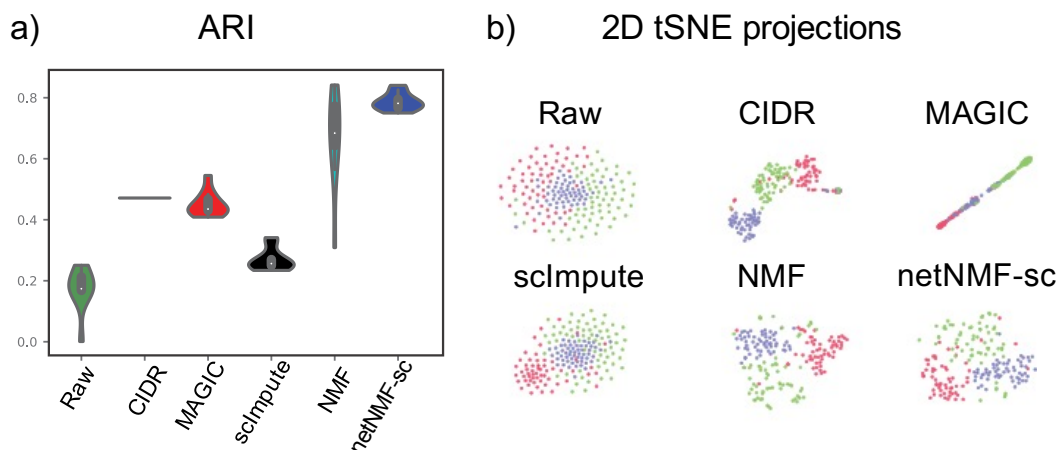 a) ARI
0.8
0.6
0.4
0.2
0.0
Raw
CIDR
MAGIC
scImpute
NMF
netNMF-sc
b) 2D tSNE projections
Raw CIDR MAGIC
scImpute NMF netNMF-sc